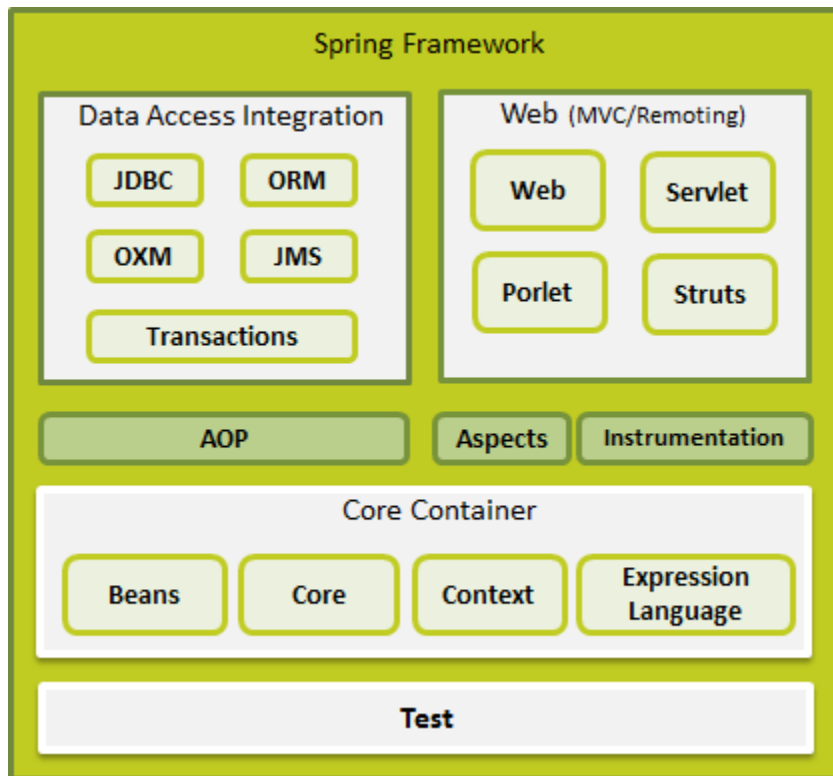 Spring Framework
Data Access Integration
JDBC
ORM
OXM
JMS
Transactions
Web (MVC/Remoting)
Web
Servlet
Porlet
Struts
AOP
Aspects
Instrumentation
Core Container
Beans
Core
Context
Expression
Language
Test